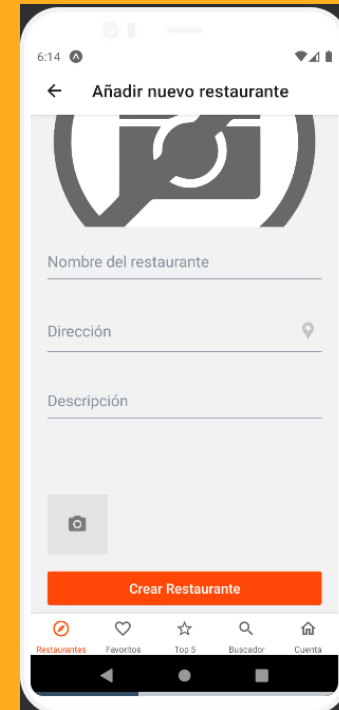 6:14
Añadir nuevo restaurante
Nombre del restaurante
Dirección
Descripción
Crear Restaurante
Restaurantes Favoritos Top 5 Buscador Cuenta